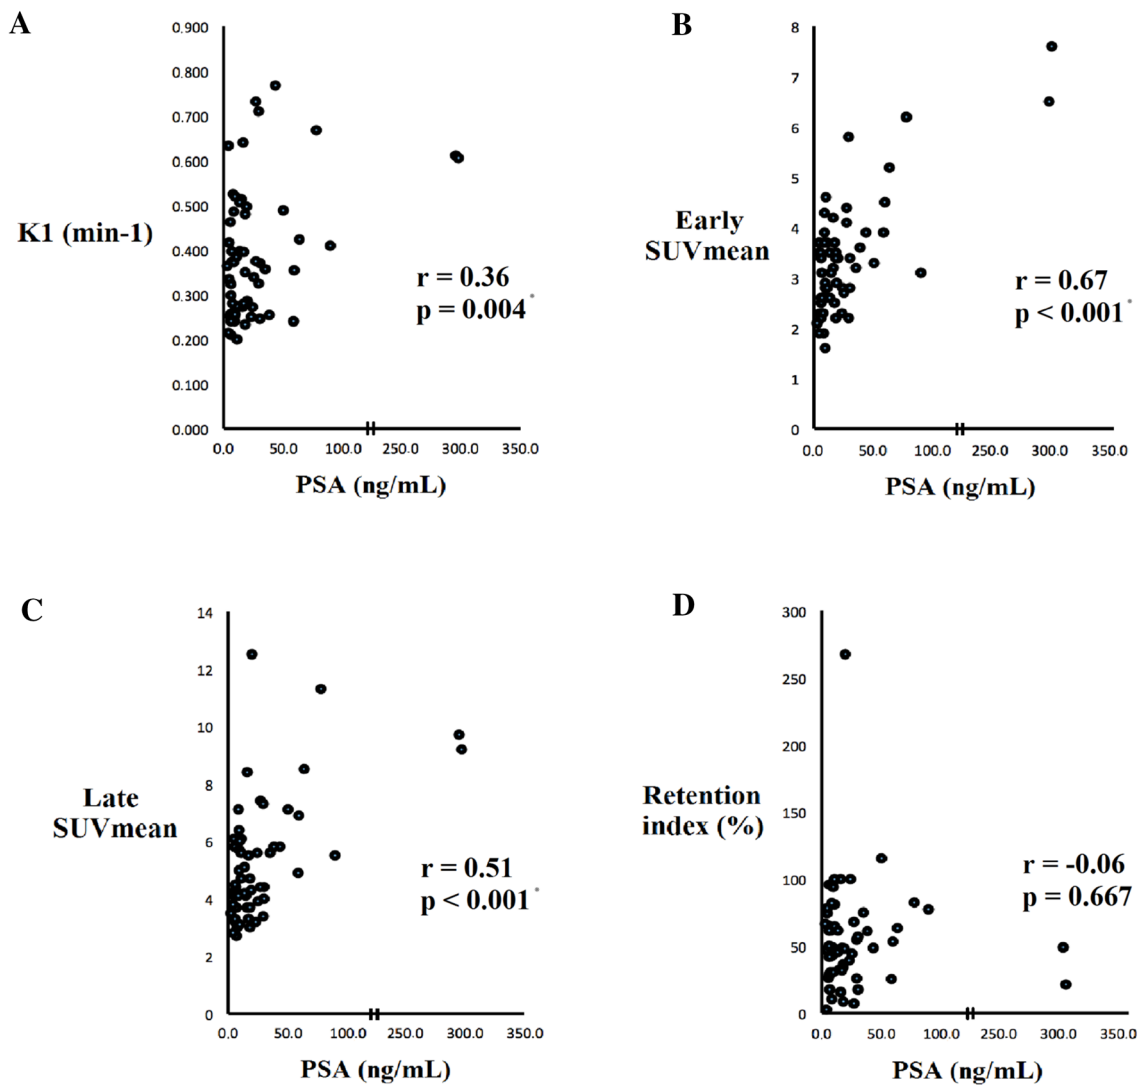 A
0.900
0.800
0.700
0.600
0.500
0.400
0.300
0.200
0.100
0.000
K1 (min-1)
r = 0.36
p = 0.004*
0.0 50.0 100.0 250.0 300.0 350.0
PSA (ng/mL)
B
8
7
6
5
4
3
2
1
0
Early
SUVmean
r = 0.67
p < 0.001*
0.0 50.0 100.0 250.0 300.0 350.0
PSA (ng/mL)
C
14
12
10
8
6
4
2
0
Late
SUVmean
r = 0.51
p < 0.001*
0.0 50.0 100.0 250.0 300.0 350.0
PSA (ng/mL)
D
300
250
200
150
100
50
0
Retention
index (%)
r = -0.06
p = 0.667
0.0 50.0 100.0 250.0 300.0 350.0
PSA (ng/mL)